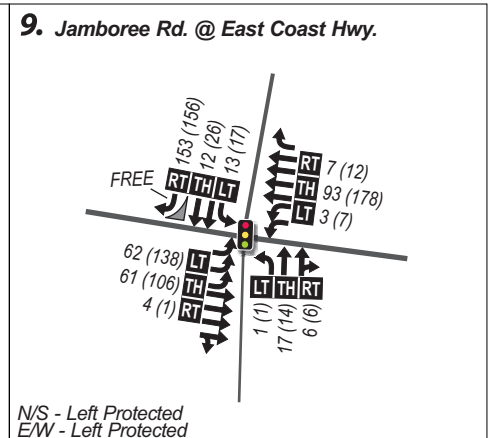 9. Jamboree Rd. @ East Coast Hwy.
153 (156)
12 (26)
13 (17)
FREE
RT TH LT
RT 7 (12)
TH 93 (178)
LT 3 (7)
62 (138) LT
61 (106) TH
4 (1) RT
LT TH RT
1 (1)
17 (14)
6 (6)
N/S - Left Protected
E/W - Left Protected